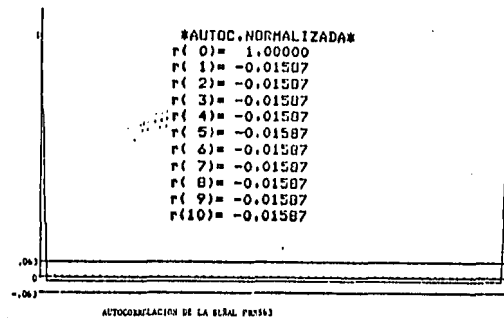 1
*AUTOC.NORMALIZADA*
r( 0)= 1.00000
r( 1)= -0.01587
r( 2)= -0.01587
r( 3)= -0.01587
r( 4)= -0.01587
r( 5)= -0.01587
r( 6)= -0.01587
r( 7)= -0.01587
r( 8)= -0.01587
r( 9)= -0.01587
r(10)= -0.01587
.063
0
-.063
AUTOCORRELACION DE LA SEÑAL